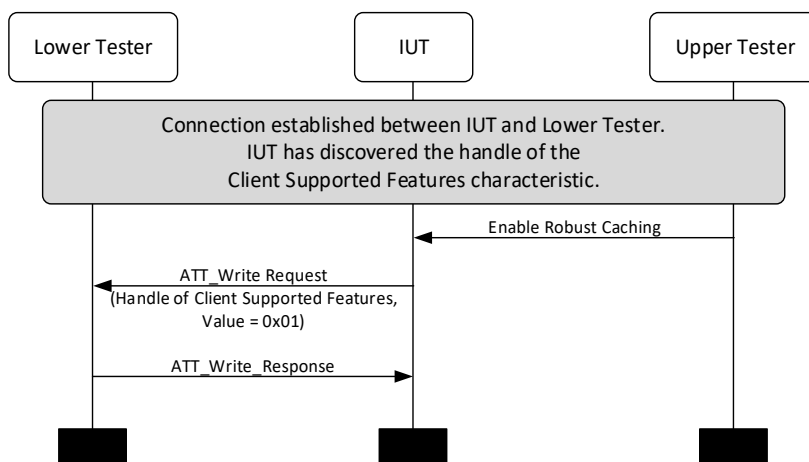 Lower Tester
IUT
Upper Tester
Connection established between IUT and Lower Tester.
IUT has discovered the handle of the
Client Supported Features characteristic.
Enable Robust Caching
ATT_Write Request
(Handle of Client Supported Features,
Value = 0x01)
ATT_Write_Response